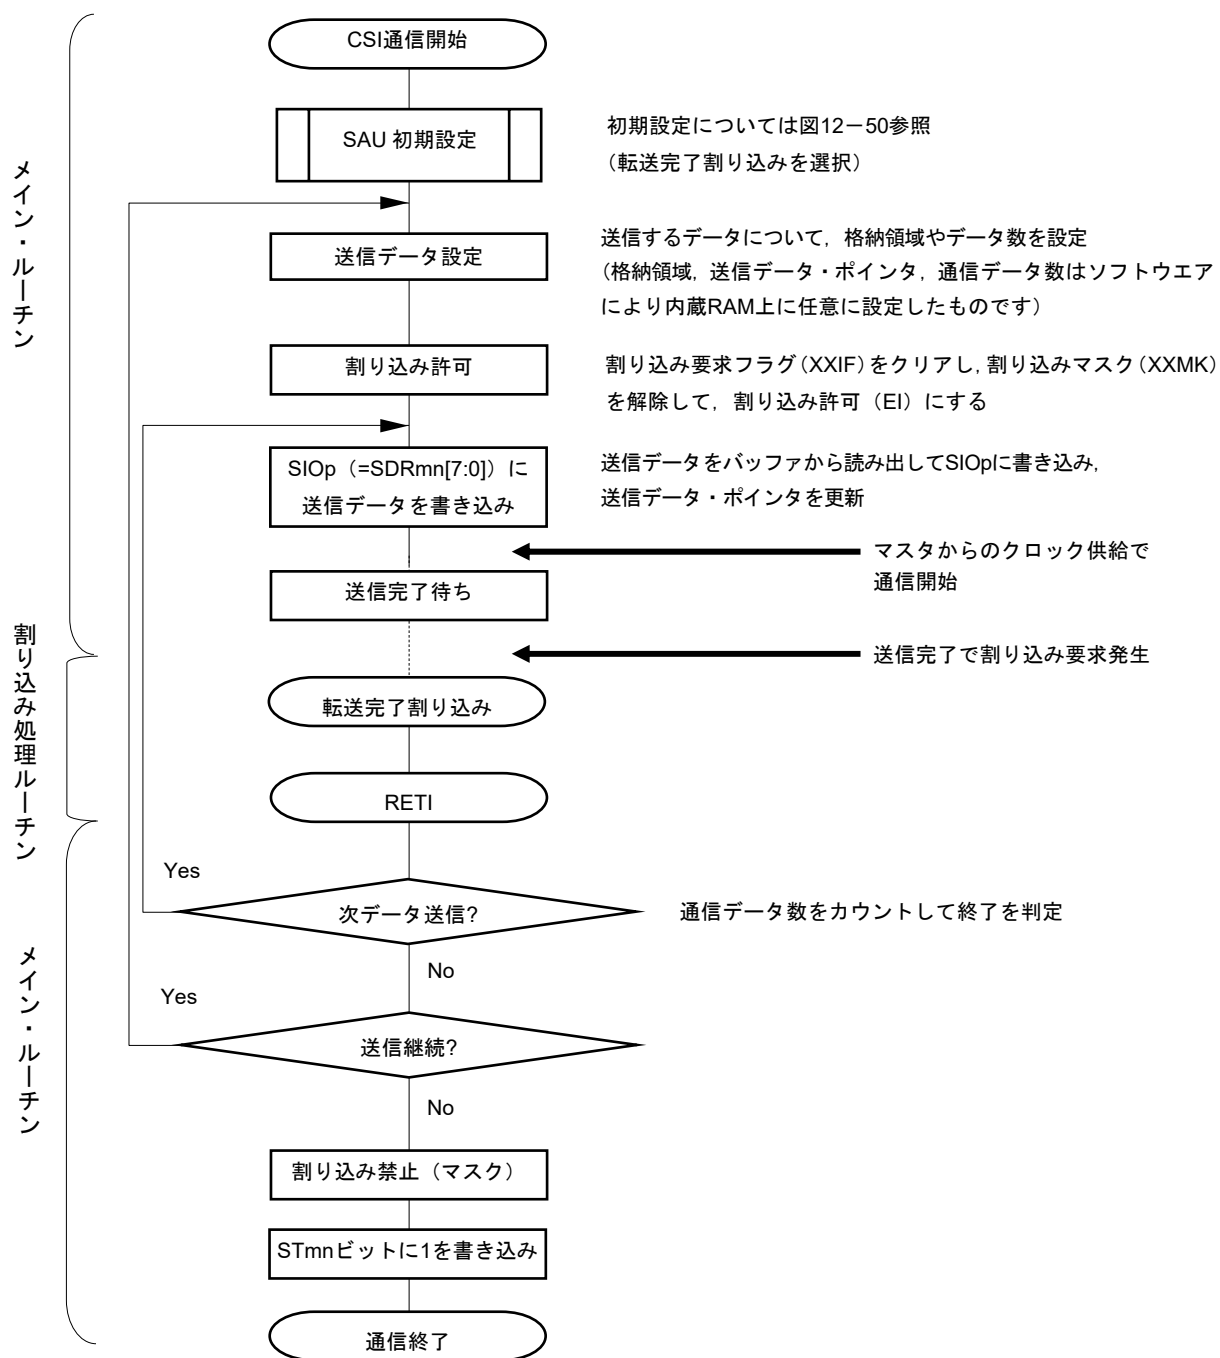 CSI通信開始
SAU 初期設定
初期設定については図12－50参照
（転送完了割り込みを選択）
メイン・ルーチン
送信データ設定
送信するデータについて，格納領域やデータ数を設定
（格納領域，送信データ・ポインタ，通信データ数はソフトウエア
により内蔵RAM上に任意に設定したものです）
割り込み許可
割り込み要求フラグ（XXIF）をクリアし，割り込みマスク（XXMK）
を解除して，割り込み許可（EI）にする
SIOp（=SDRmn[7:0]）に
送信データを書き込み
送信データをバッファから読み出してSIOpに書き込み，
送信データ・ポインタを更新
マスタからのクロック供給で
通信開始
送信完了待ち
割り込み処理ルーチン
送信完了で割り込み要求発生
転送完了割り込み
RETI
Yes
次データ送信?
通信データ数をカウントして終了を判定
No
メイン・ルーチン
Yes
送信継続?
No
割り込み禁止（マスク）
STmnビットに1を書き込み
通信終了